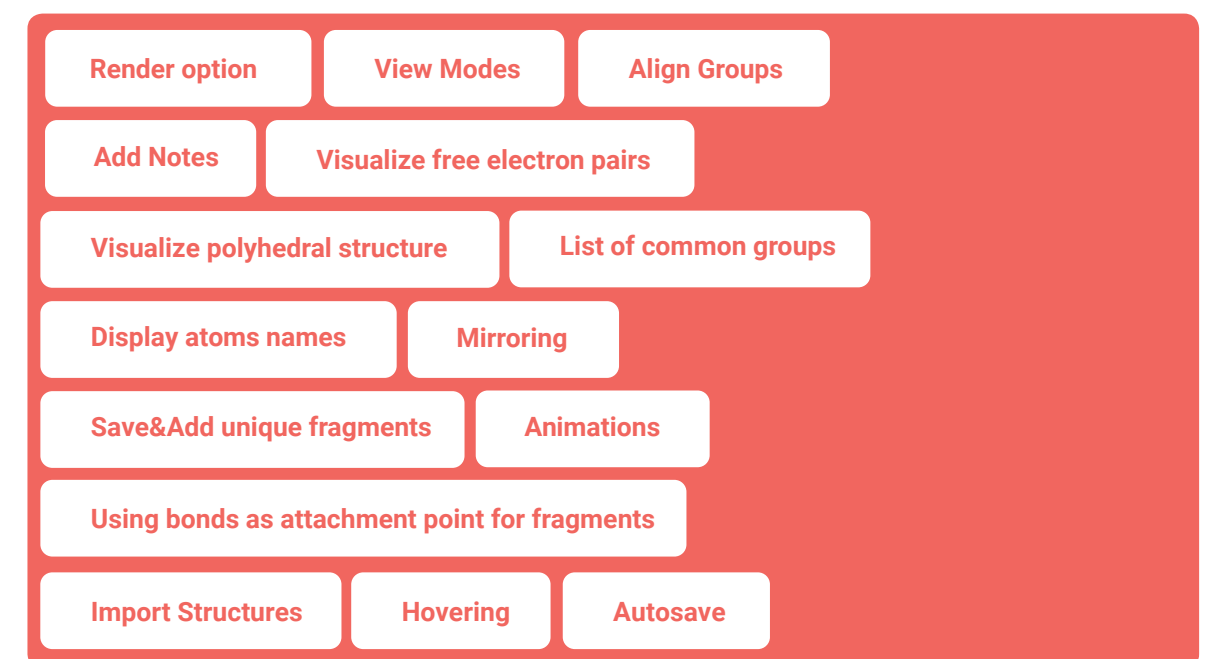 Render option
View Modes
Align Groups
Add Notes
Visualize free electron pairs
Visualize polyhedral structure
List of common groups
Display atoms names
Mirroring
Save&Add unique fragments
Animations
Using bonds as attachment point for fragments
Import Structures
Hovering
Autosave